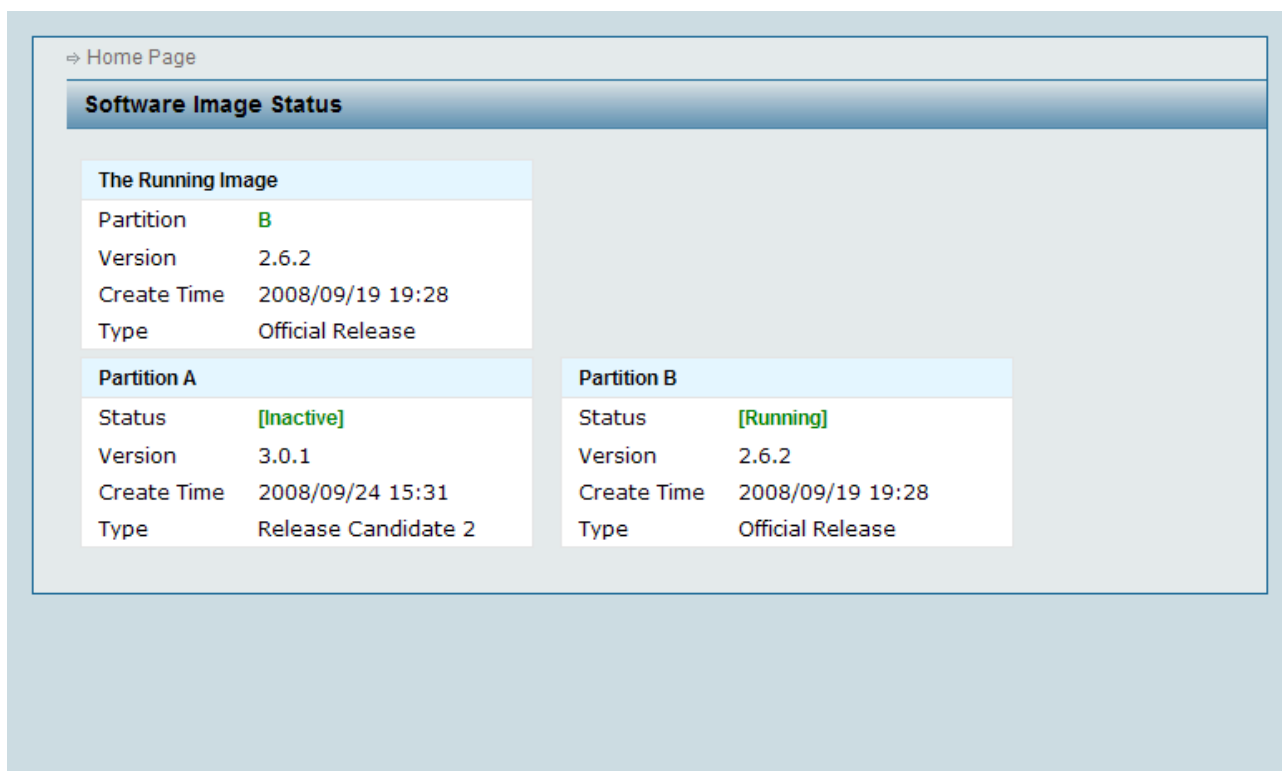 ⇨ Home Page
Software Image Status
The Running Image
Partition B
Version 2.6.2
Create Time 2008/09/19 19:28
Type Official Release
Partition A
Status [Inactive]
Version 3.0.1
Create Time 2008/09/24 15:31
Type Release Candidate 2
Partition B
Status [Running]
Version 2.6.2
Create Time 2008/09/19 19:28
Type Official Release